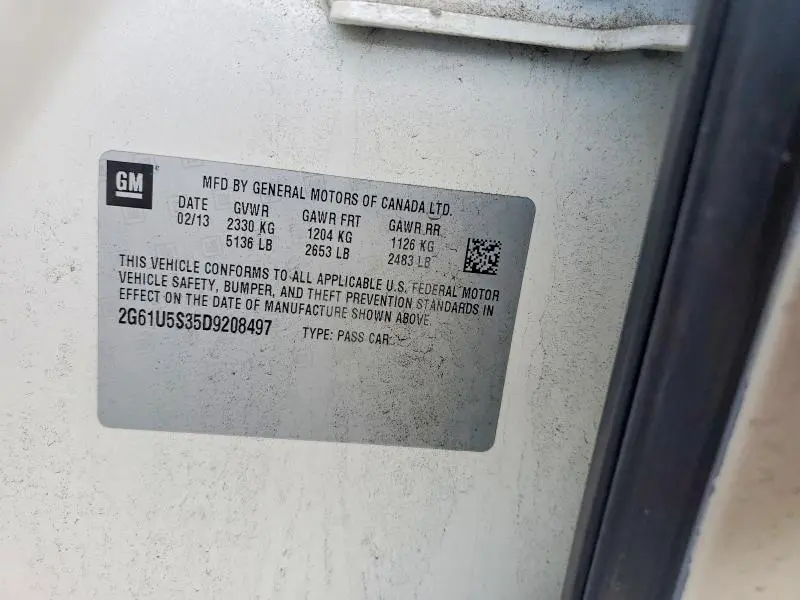 GM
MFD BY GENERAL MOTORS OF CANADA LTD.
DATE GVWR GAWR FRT GAWR RR
02/13 2330 KG 1204 KG 1126 KG
5136 LB 2653 LB 2483 LB
THIS VEHICLE CONFORMS TO ALL APPLICABLE U.S. FEDERAL MOTOR
VEHICLE SAFETY, BUMPER, AND THEFT PREVENTION STANDARDS IN
EFFECT ON THE DATE OF MANUFACTURE SHOWN ABOVE.
2G61U5S35D9208497 TYPE: PASS CAR